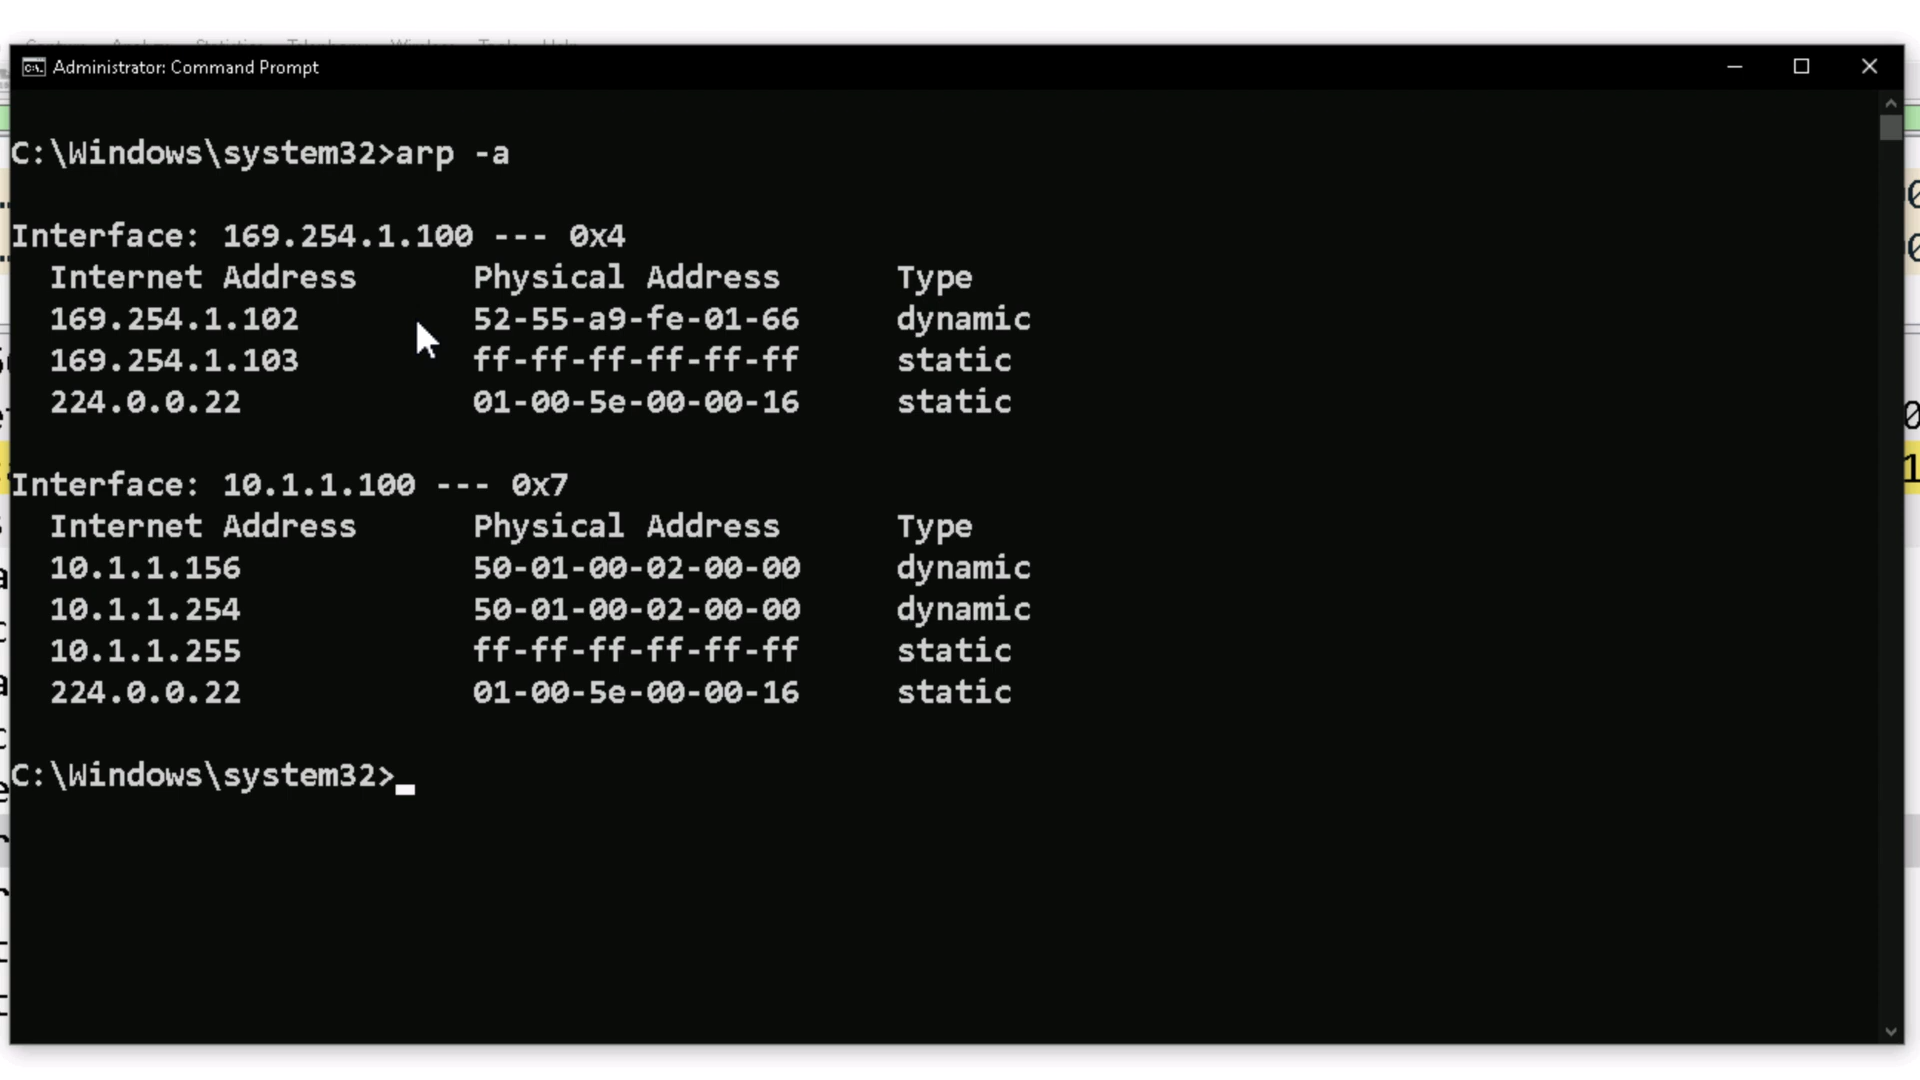 Administrator: Command Prompt
C:\Windows\system32>arp -a
Interface: 169.254.1.100 --- 0x4
Internet Address Physical Address Type
169.254.1.102 52-55-a9-fe-01-66 dynamic
169.254.1.103 ff-ff-ff-ff-ff-ff static
224.0.0.22 01-00-5e-00-00-16 static
Interface: 10.1.1.100 --- 0x7
Internet Address Physical Address Type
10.1.1.156 50-01-00-02-00-00 dynamic
10.1.1.254 50-01-00-02-00-00 dynamic
10.1.1.255 ff-ff-ff-ff-ff-ff static
224.0.0.22 01-00-5e-00-00-16 static
C:\Windows\system32>